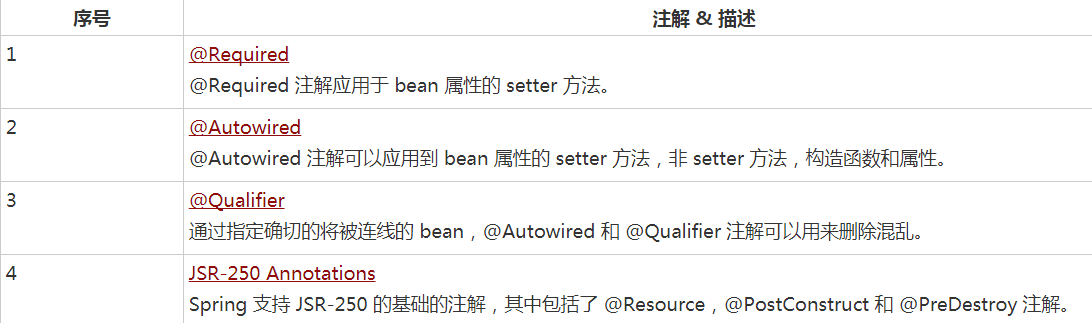 序号 注解 & 描述
1 @Required
@Required 注解应用于 bean 属性的 setter 方法。
2 @Autowired
@Autowired 注解可以应用到 bean 属性的 setter 方法，非 setter 方法，构造函数和属性。
3 @Qualifier
通过指定确切的将被连线的 bean，@Autowired 和 @Qualifier 注解可以用来删除混乱。
4 JSR-250 Annotations
Spring 支持 JSR-250 的基础的注解，其中包括了 @Resource，@PostConstruct 和 @PreDestroy 注解。